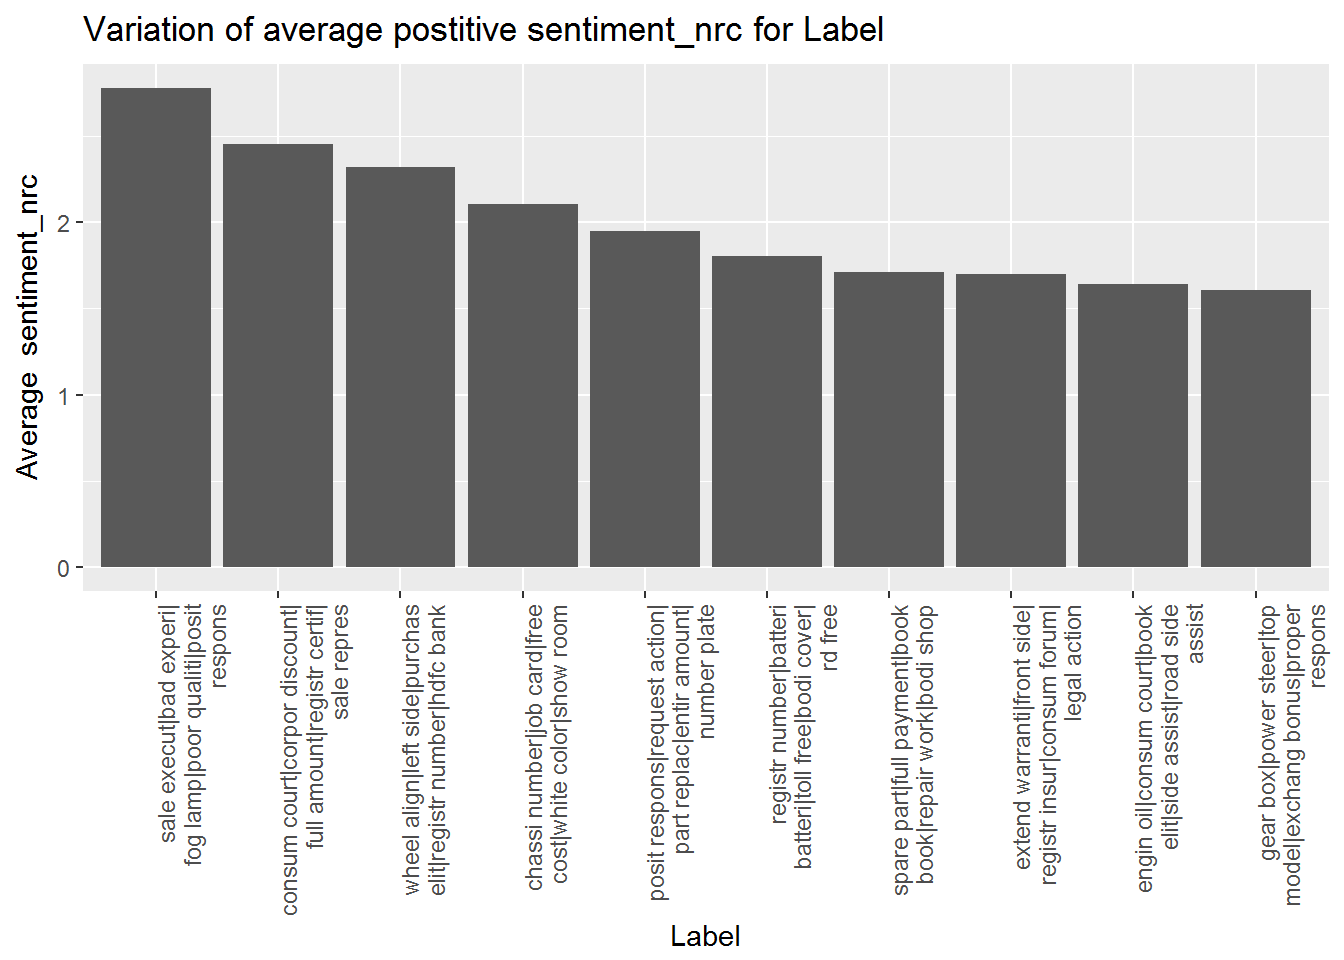 Variation of average postitive sentiment_nrc for Label
Average  sentiment_nrc
2
1
0
sale execut|bad experi|
fog lamp|poor qualiti|posit
respons
consum court|corpor discount|
full amount|registr certif|
sale repres
wheel align|left side|purchas
elit|registr number|hdfc bank
chassi number|job card|free
cost|white color|show room
posit respons|request action|
part replac|entir amount|
number plate
registr number|batteri
batteri|toll free|bodi cover|
rd free
spare part|full payment|book
book|repair work|bodi shop
extend warranti|front side|
registr insur|consum forum|
legal action
engin oil|consum court|book
elit|side assist|road side
assist
gear box|power steer|top
model|exchang bonus|proper
respons
Label